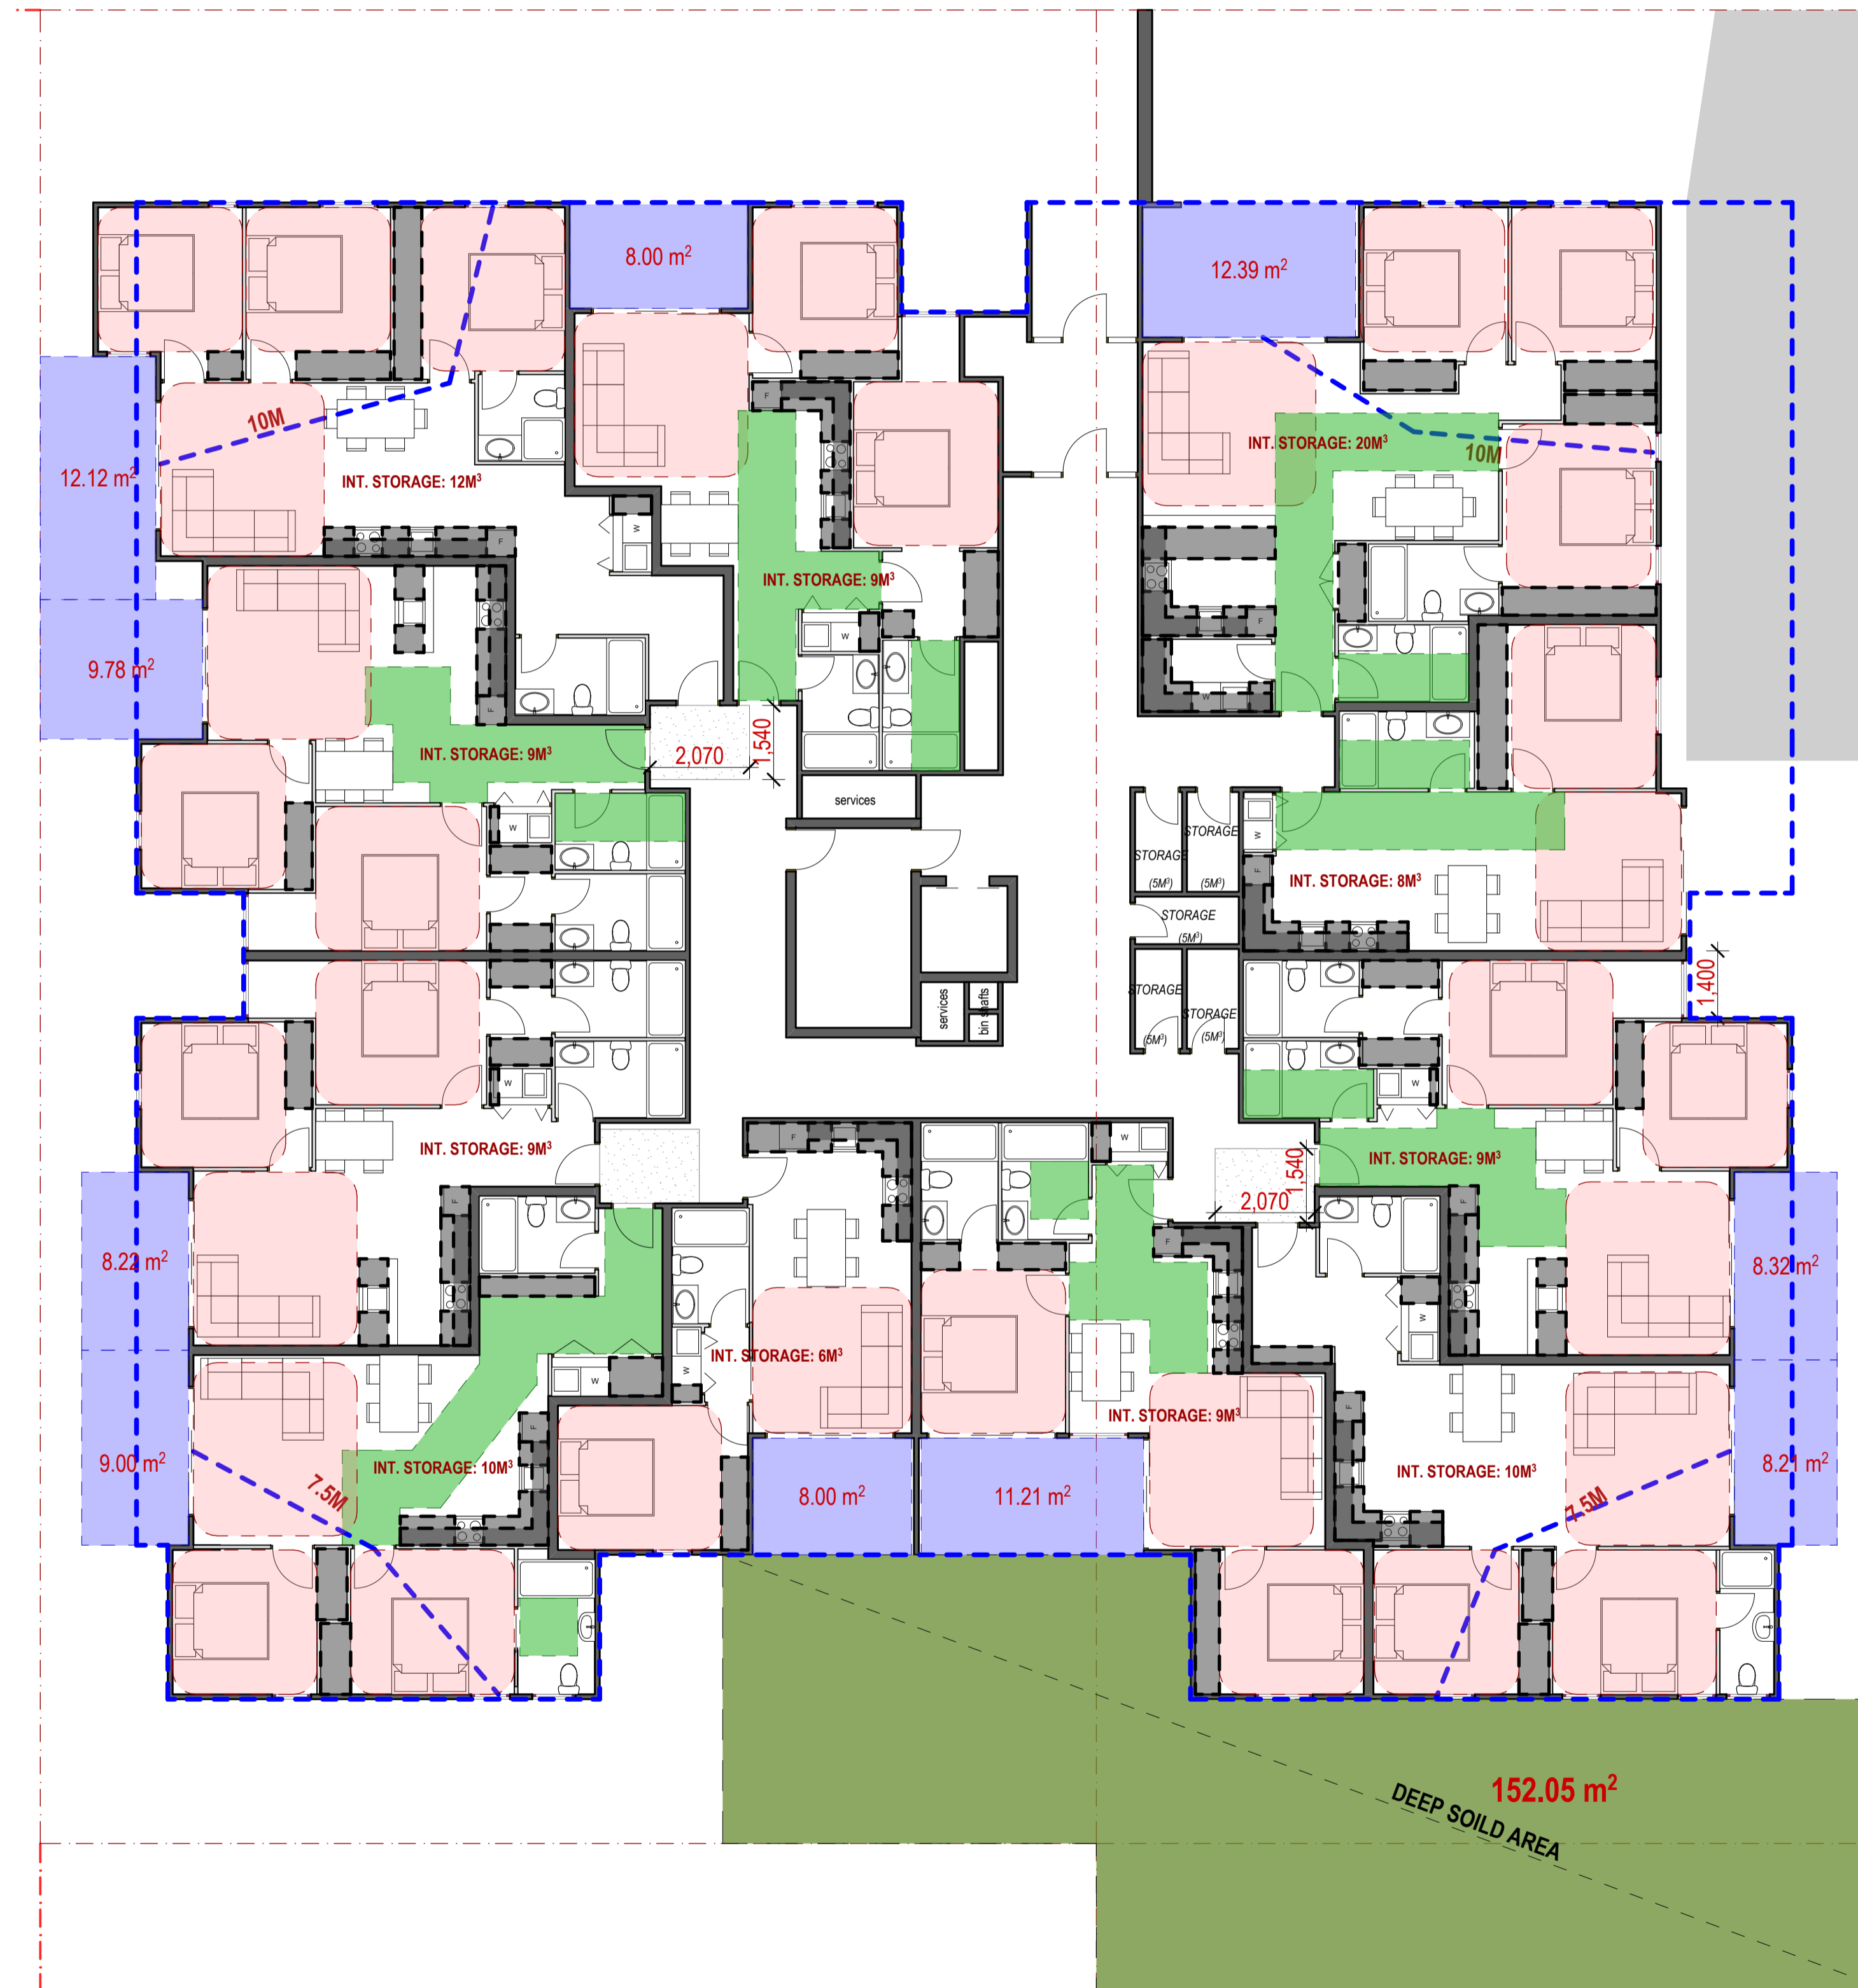 8.00 m²
12.39 m²
10M
12.12 m²
INT. STORAGE: 12M³
F
W
INT. STORAGE: 20M³
10M
F
INT. STORAGE: 9M³
W
9.78 m²
F
INT. STORAGE: 9M³
2,070
1,540
F
W
services
W
STORAGE
(5M³)
STORAGE
(5M³)
W
F
INT. STORAGE: 8M³
STORAGE
(5M³)
services
bin shafts
STORAGE
(5M³)
STORAGE
(5M³)
1,400
W
W
INT. STORAGE: 9M³
F
W
INT. STORAGE: 9M³
2,070
1,540
F
F
F
8.22 m²
8.32 m²
W
W
W
INT. STORAGE: 6M³
INT. STORAGE: 9M³
F
F
9.00 m²
7.5M
INT. STORAGE: 10M³
8.00 m²
11.21 m²
INT. STORAGE: 10M³
7.5M
8.21 m²
152.05 m²
DEEP SOILD AREA